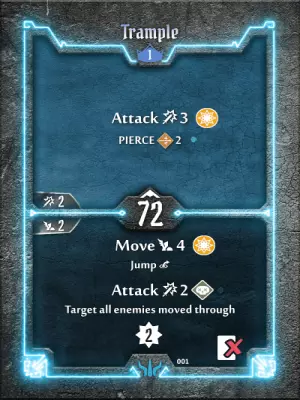 Trample
1
Attack 3
PIERCE 2
2
72
2
Move 4
Jump
Attack 2
Target all enemies moved through
2
001